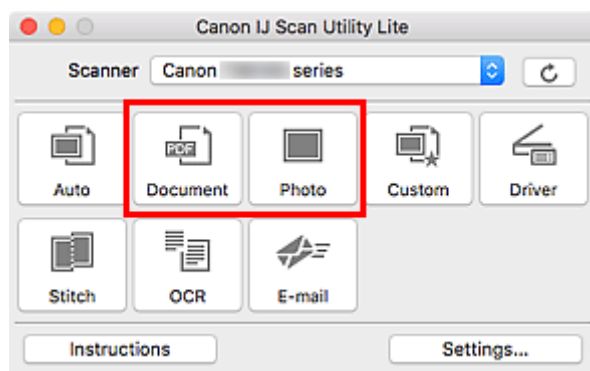 Canon IJ Scan Utility Lite
Scanner Canon series
PDF
Auto Document Photo Custom Driver
Stitch OCR E-mail
Instructions Settings...